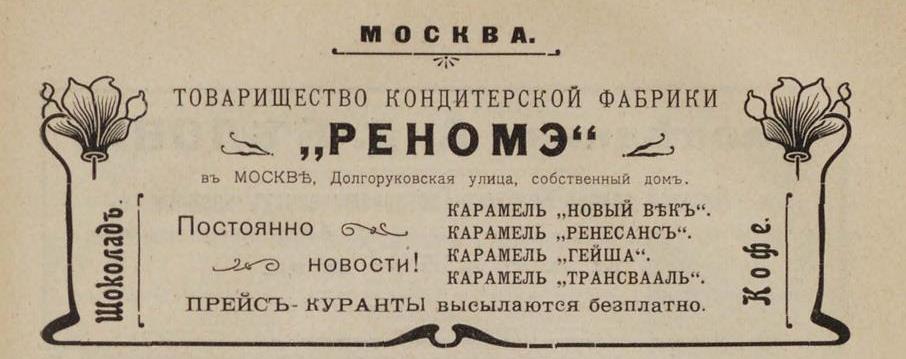 МОСКВА.
ТОВАРИЩЕСТВО КОНДИТЕРСКОЙ ФАБРИКИ
„РЕНОМЭ“
въ МОСКВѢ, Долгоруковская улица, собственный домъ.
Шоколадъ.
Постоянно
новости!
КАРАМЕЛЬ „НОВЫЙ ВѢКЪ“.
КАРАМЕЛЬ „РЕНЕСАНСЪ“.
КАРАМЕЛЬ „ГЕЙША“.
КАРАМЕЛЬ „ТРАНСВААЛЬ“.
Кофе.
ПРЕЙСЪ-КУРАНТЫ высылаются безплатно.